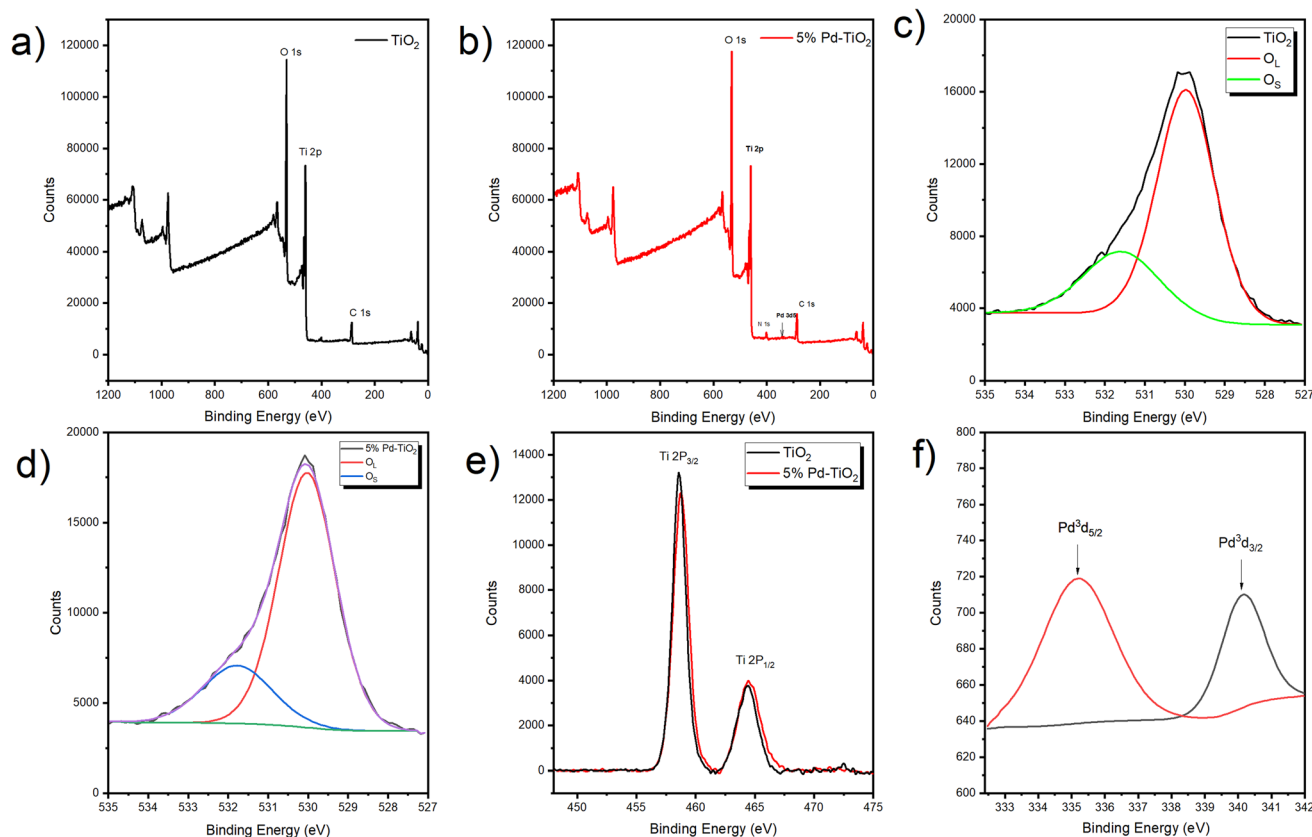 a)
TiO₂
O 1s
Ti 2p
C 1s
Counts
120000
100000
80000
60000
40000
20000
0
1200 1000 800 600 400 200 0
Binding Energy (eV)
b)
5% Pd-TiO₂
O 1s
Ti 2p
N 1s
Pd 3d5
C 1s
Counts
120000
100000
80000
60000
40000
20000
0
1200 1000 800 600 400 200 0
Binding Energy (eV)
c)
TiO₂
O_L
O_S
Counts
20000
16000
12000
8000
4000
0
535 534 533 532 531 530 529 528 527
Binding Energy (eV)
d)
5% Pd-TiO₂
O_L
O_S
Counts
20000
15000
10000
5000
0
535 534 533 532 531 530 529 528 427
Binding Energy (eV)
e)
TiO₂
5% Pd-TiO₂
Ti 2P₃/₂
Ti 2P₁/₂
Counts
14000
12000
10000
8000
6000
4000
2000
0
450 455 460 465 470 475
Binding Energy (eV)
f)
Pd³d₅/₂
Pd³d₃/₂
Counts
800
780
760
740
720
700
680
660
640
620
600
333 334 335 336 337 338 339 340 341 342
Binding Energy (eV)